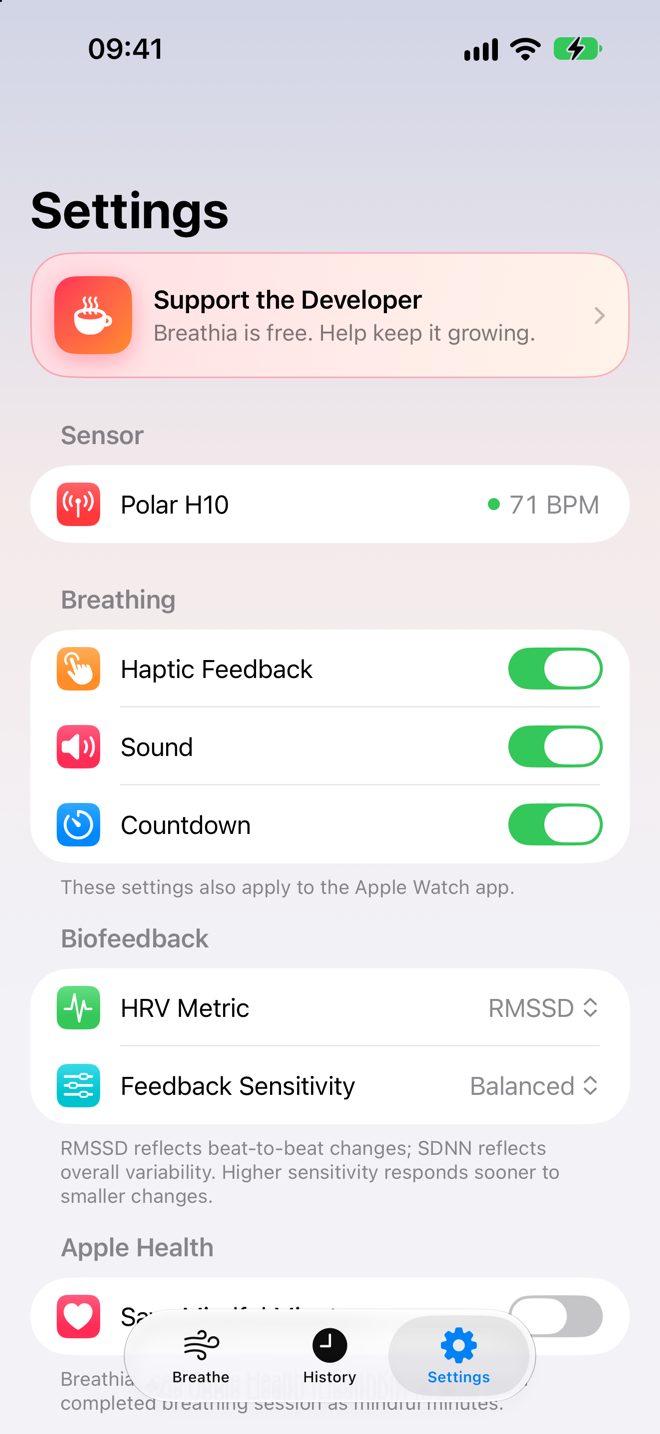 09:41
Settings
Support the Developer
Breathia is free. Help keep it growing.
Sensor
Polar H10
71 BPM
Breathing
Haptic Feedback
Sound
Countdown
These settings also apply to the Apple Watch app.
Biofeedback
HRV Metric
RMSSD
Feedback Sensitivity
Balanced
RMSSD reflects beat-to-beat changes; SDNN reflects
overall variability. Higher sensitivity responds sooner to
smaller changes.
Apple Health
Breathia
completed breathing session as mindful minutes.
Breathe
History
Settings